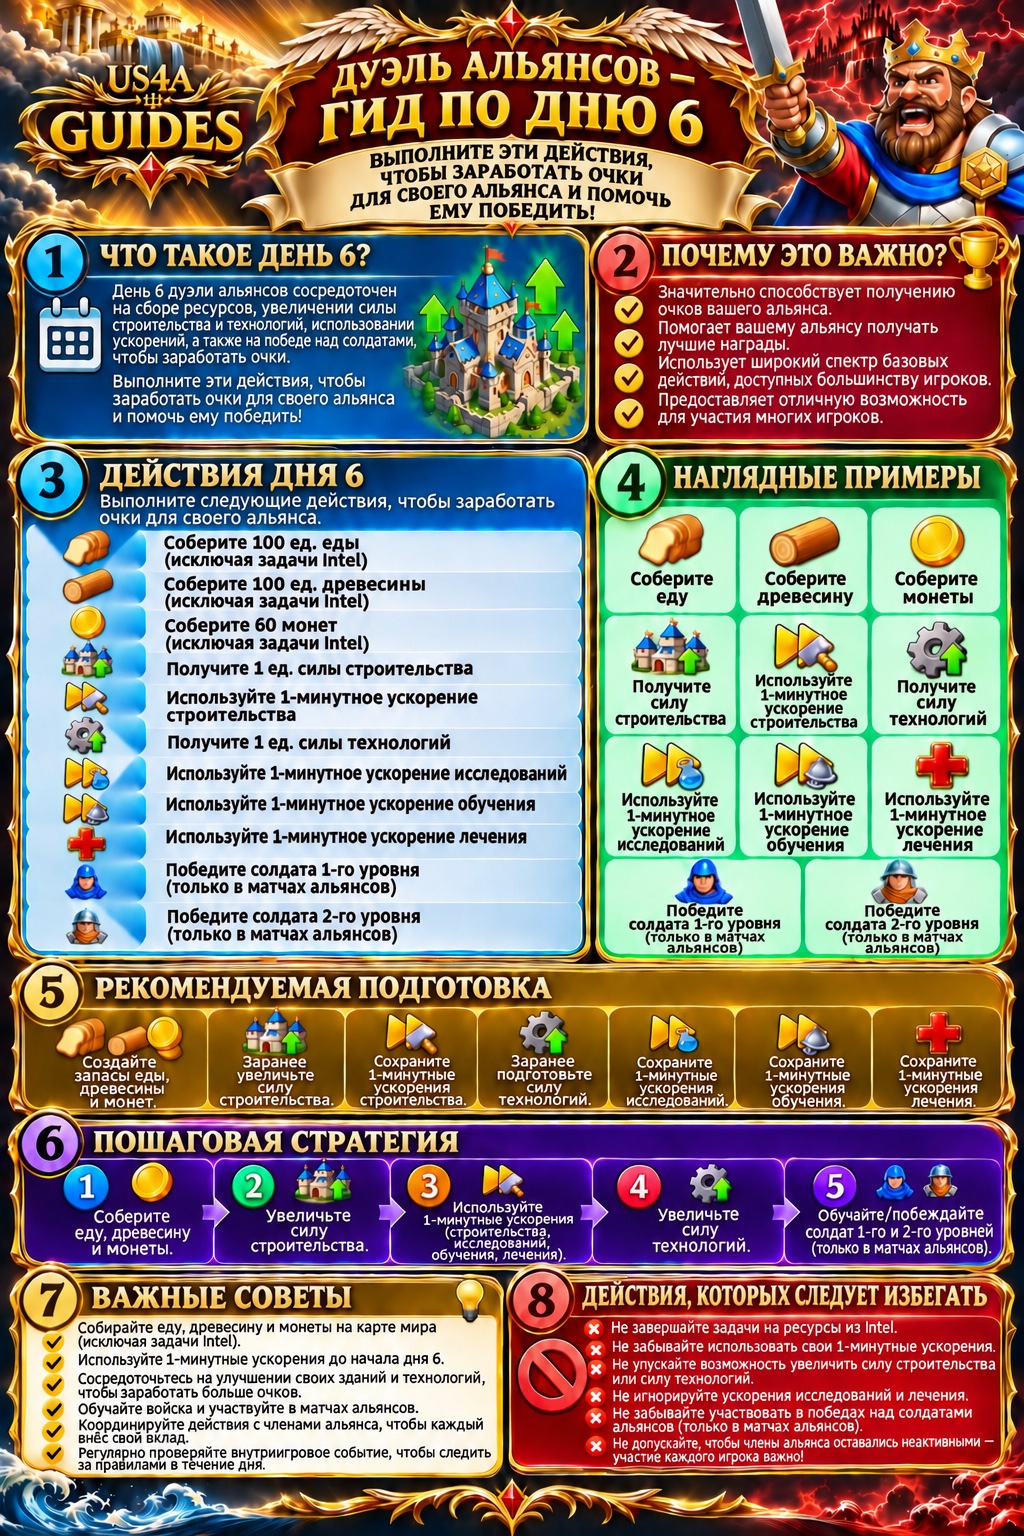 US4A
GUIDES
ДУЭЛЬ АЛЬЯНСОВ –
ГИД ПО ДНЮ 6
ВЫПОЛНИТЕ ЭТИ ДЕЙСТВИЯ,
ЧТОБЫ ЗАРАБОТАТЬ ОЧКИ
ДЛЯ СВОЕГО АЛЬЯНСА И ПОМОЧЬ
ЕМУ ПОБЕДИТЬ!
1
ЧТО ТАКОЕ ДЕНЬ 6?
День 6 дуэли альянсов сосредоточен
на сборе ресурсов, увеличении силы
строительства и технологий, использовании
ускорений, а также на победе над солдатами,
чтобы заработать очки.
Выполните эти действия, чтобы
заработать очки для своего альянса
и помочь ему победить!
2
ПОЧЕМУ ЭТО ВАЖНО?
Значительно способствует получению
очков вашего альянса.
Помогает вашему альянсу получать
лучшие награды.
Использует широкий спектр базовых
действий, доступных большинству игроков.
Предоставляет отличную возможность
для участия многих игроков.
3
ДЕЙСТВИЯ ДНЯ 6
Выполните следующие действия, чтобы заработать
очки для своего альянса.
Соберите 100 ед. еды
(исключая задачи Intel)
Соберите 100 ед. древесины
(исключая задачи Intel)
Соберите 60 монет
(исключая задачи Intel)
Получите 1 ед. силы строительства
Используйте 1-минутное ускорение
строительства
Получите 1 ед. силы технологий
Используйте 1-минутное ускорение исследований
Используйте 1-минутное ускорение обучения
Используйте 1-минутное ускорение лечения
Победите солдата 1-го уровня
(только в матчах альянсов)
Победите солдата 2-го уровня
(только в матчах альянсов)
4
НАГЛЯДНЫЕ ПРИМЕРЫ
Соберите
еду
Соберите
древесину
Соберите
монеты
Получите
силу
строительства
Используйте
1-минутное
ускорение
строительства
Получите
силу
технологий
Используйте
1-минутное
ускорение
исследований
Используйте
1-минутное
ускорение
обучения
Используйте
1-минутное
ускорение
лечения
Победите
солдата 1-го уровня
(только в матчах
альянсов)
Победите
солдата 2-го уровня
(только в матчах
альянсов)
5
РЕКОМЕНДУЕМАЯ ПОДГОТОВКА
Создайте
запасы еды,
древесины
и монет.
Заранее
увеличьте
силу
строительства.
Сохраните
1-минутные
ускорения
строительства.
Заранее
подготовьте
силу
технологий.
Сохраните
1-минутные
ускорения
исследований.
Сохраните
1-минутные
ускорения
обучения.
Сохраните
1-минутные
ускорения
лечения.
6
ПОШАГОВАЯ СТРАТЕГИЯ
1
Соберите
еду, древесину
и монеты.
2
Увеличьте
силу
строительства.
3
Используйте
1-минутные ускорения
(строительства,
исследований,
обучения, лечения).
4
Увеличьте
силу
технологий.
5
Обучайте/побеждайте
солдат 1-го и 2-го уровней
(только в матчах альянсов).
7
ВАЖНЫЕ СОВЕТЫ
Собирайте еду, древесину и монеты на карте мира
(исключая задачи Intel).
Используйте 1-минутные ускорения до начала дня 6.
Сосредоточьтесь на улучшении своих зданий и технологий,
чтобы заработать больше очков.
Обучайте войска и участвуйте в матчах альянсов.
Координируйте действия с членами альянса, чтобы каждый
внёс свой вклад.
Регулярно проверяйте внутриигровое событие, чтобы следить
за правилами в течение дня.
8
ДЕЙСТВИЯ, КОТОРЫХ СЛЕДУЕТ ИЗБЕГАТЬ
Не завершайте задачи на ресурсы из Intel.
Не забывайте использовать свои 1-минутные ускорения.
Не упускайте возможность увеличить силу строительства
или силу технологий.
Не игнорируйте ускорения исследований и лечения.
Не забывайте участвовать в победах над солдатами
альянсов (только в матчах альянсов).
Не допускайте, чтобы члены альянса оставались неактивными —
участие каждого игрока важно!